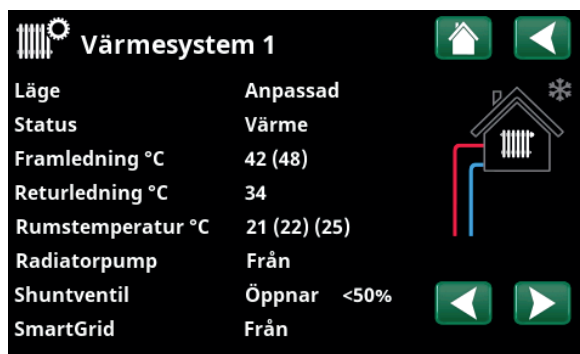 Värmesystem 1
Läge Anpassad
Status Värme
Framledning °C 42 (48)
Returledning °C 34
Rumstemperatur °C 21 (22) (25)
Radiatorpump Från
Shuntventil Öppnar <50%
SmartGrid Från